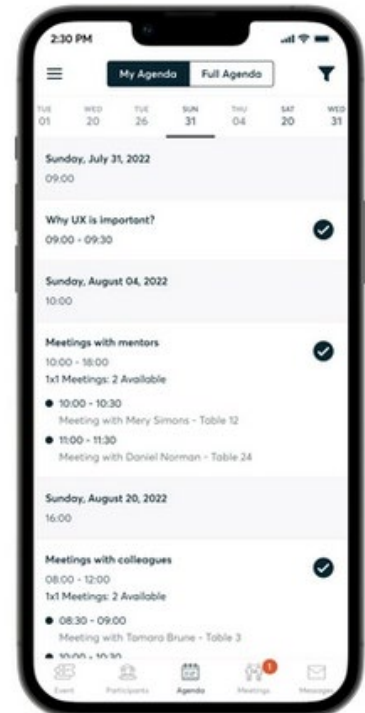 2:30 PM
My Agenda Full Agenda
TUE WED TUE SUN THU SAT WED
01 20 26 31 04 20 31
Sunday, July 31, 2022
09:00
Why UX is important?
09:00 - 09:30
Sunday, August 04, 2022
10:00
Meetings with mentors
10:00 - 18:00
1x1 Meetings: 2 Available
10:00 - 10:30
Meeting with Mery Simons - Table 12
11:00 - 11:30
Meeting with Daniel Norman - Table 24
Sunday, August 20, 2022
16:00
Meetings with colleagues
08:00 - 12:00
1x1 Meetings: 2 Available
08:30 - 09:00
Meeting with Tamara Brune - Table 3
10:00 - 10:30
1
Event Participants Agenda Meetings Messages